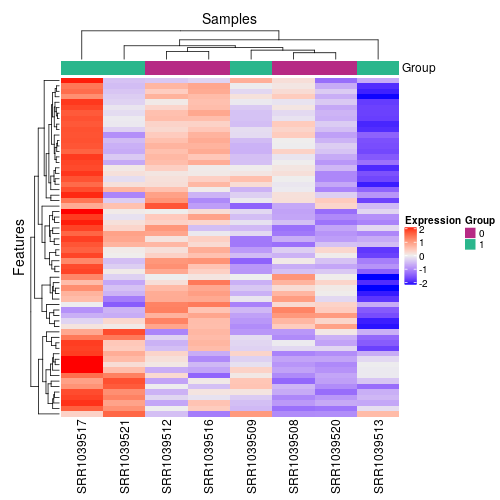 Samples
Group
Features
Expression
2
1
0
-1
-2
Group
0
1
SRR1039517
SRR1039521
SRR1039512
SRR1039516
SRR1039509
SRR1039508
SRR1039520
SRR1039513